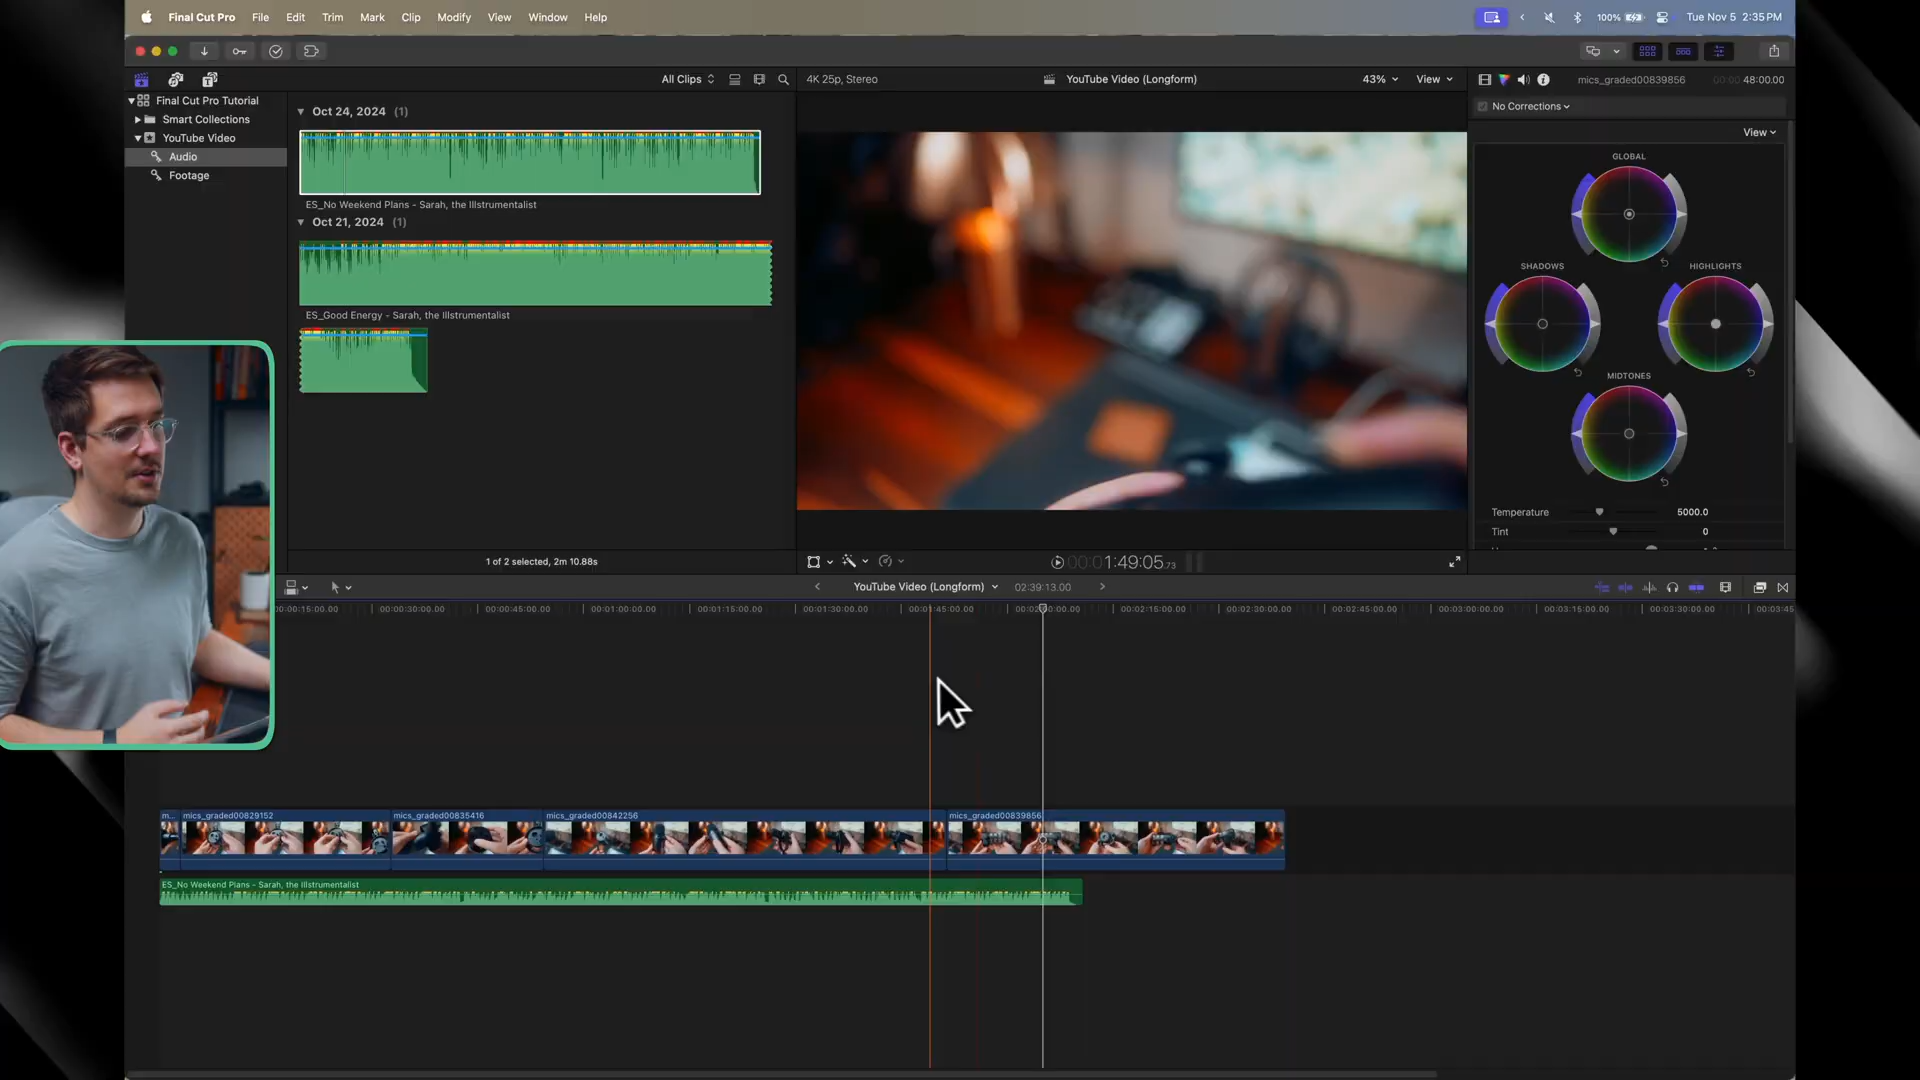 Final Cut Pro File Edit Trim Mark Clip Modify View Window Help
100% Tue Nov 5 2:35 PM
All Clips
4K 25p, Stereo
YouTube Video (Longform)
43% View
mics_graded00839856
48:00.00
Final Cut Pro Tutorial
Smart Collections
YouTube Video
Audio
Footage
Oct 24, 2024 (1)
ES_No Weekend Plans - Sarah, the Illstrumentalist
Oct 21, 2024 (1)
ES_Good Energy - Sarah, the Illstrumentalist
1 of 2 selected, 2m 10.88s
No Corrections
View
GLOBAL
SHADOWS
HIGHLIGHTS
MIDTONES
Temperature 5000.0
Tint 0
00:00:1:49:05.73
YouTube Video (Longform) 02:39:13.00
00:00:15:00.00 00:00:30:00.00 00:00:45:00.00 00:01:00:00.00 00:01:15:00.00 00:01:30:00.00 00:01:45:00.00 00:02:00:00.00 00:02:15:00.00 00:02:30:00.00 00:02:45:00.00 00:03:00:00.00 00:03:15:00.00 00:03:30:00.00 00:03:45
m... mics_graded00829152 mics_graded00835416 mics_graded00842256 mics_graded00839856
ES_No Weekend Plans - Sarah, the Illstrumentalist